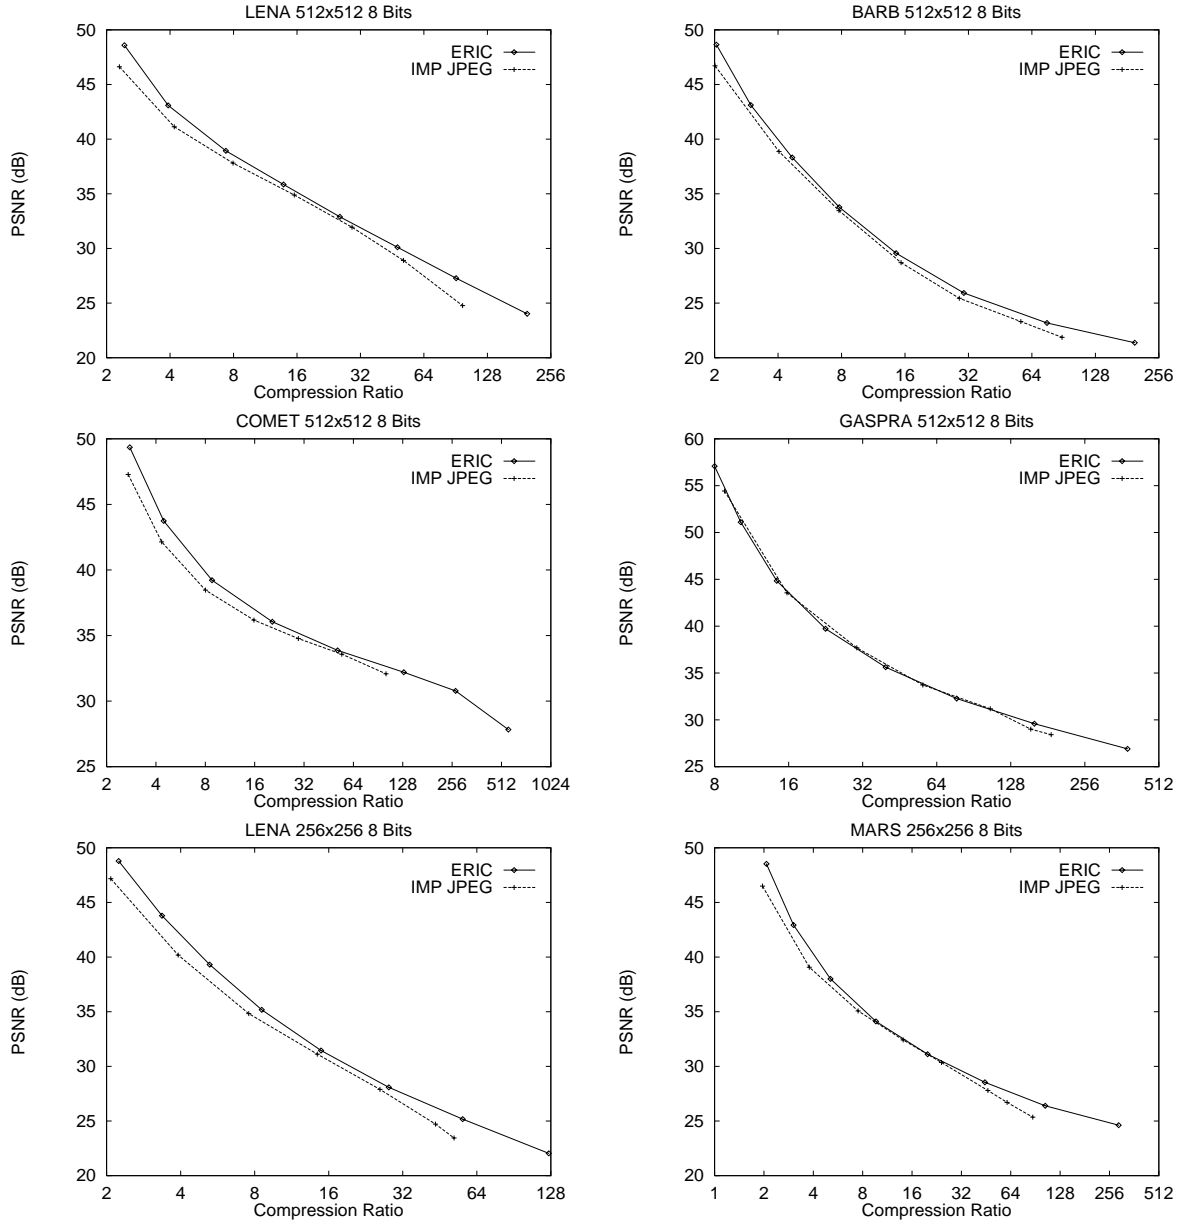 LENA 512x512 8 Bits
50
45
40
35
30
25
20
2 4 8 16 32 64 128 256
PSNR (dB)
Compression Ratio
ERIC
IMP JPEG
BARB 512x512 8 Bits
50
45
40
35
30
25
20
2 4 8 16 32 64 128 256
PSNR (dB)
Compression Ratio
ERIC
IMP JPEG
COMET 512x512 8 Bits
50
45
40
35
30
25
2 4 8 16 32 64 128 256 512 1024
PSNR (dB)
Compression Ratio
ERIC
IMP JPEG
GASPRA 512x512 8 Bits
60
55
50
45
40
35
30
25
8 16 32 64 128 256 512
PSNR (dB)
Compression Ratio
ERIC
IMP JPEG
LENA 256x256 8 Bits
50
45
40
35
30
25
20
2 4 8 16 32 64 128
PSNR (dB)
Compression Ratio
ERIC
IMP JPEG
MARS 256x256 8 Bits
50
45
40
35
30
25
20
1 2 4 8 16 32 64 128 256 512
PSNR (dB)
Compression Ratio
ERIC
IMP JPEG